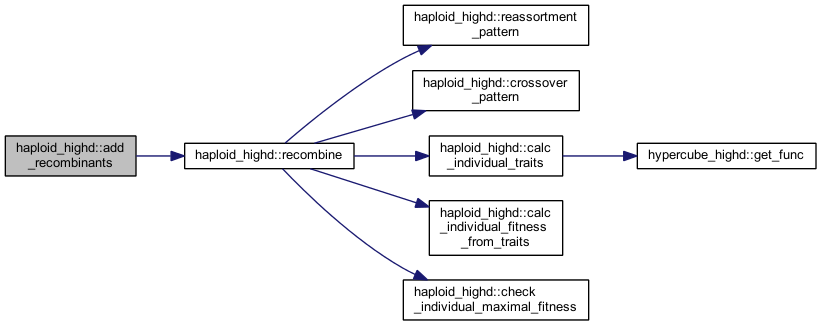 haploid_highd::add
_recombinants
haploid_highd::recombine
haploid_highd::reassortment
_pattern
haploid_highd::crossover
_pattern
haploid_highd::calc
_individual_traits
hypercube_highd::get_func
haploid_highd::calc
_individual_fitness
_from_traits
haploid_highd::check
_individual_maximal_fitness